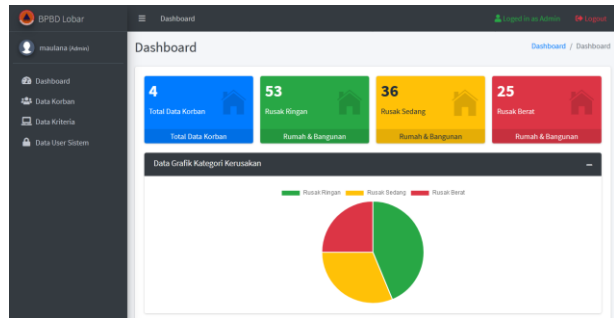 BPBD Lobar
Dashboard
Loged in as Admin
Logout
maulana (Admin)
Dashboard
Dashboard / Dashboard
Dashboard
Data Korban
Data Kriteria
Data User Sistem
4
Total Data Korban
Total Data Korban
53
Rusak Ringan
Rumah & Bangunan
36
Rusak Sedang
Rumah & Bangunan
25
Rusak Berat
Rumah & Bangunan
Data Grafik Kategori Kerusakan
Rusak Ringan
Rusak Sedang
Rusak Berat